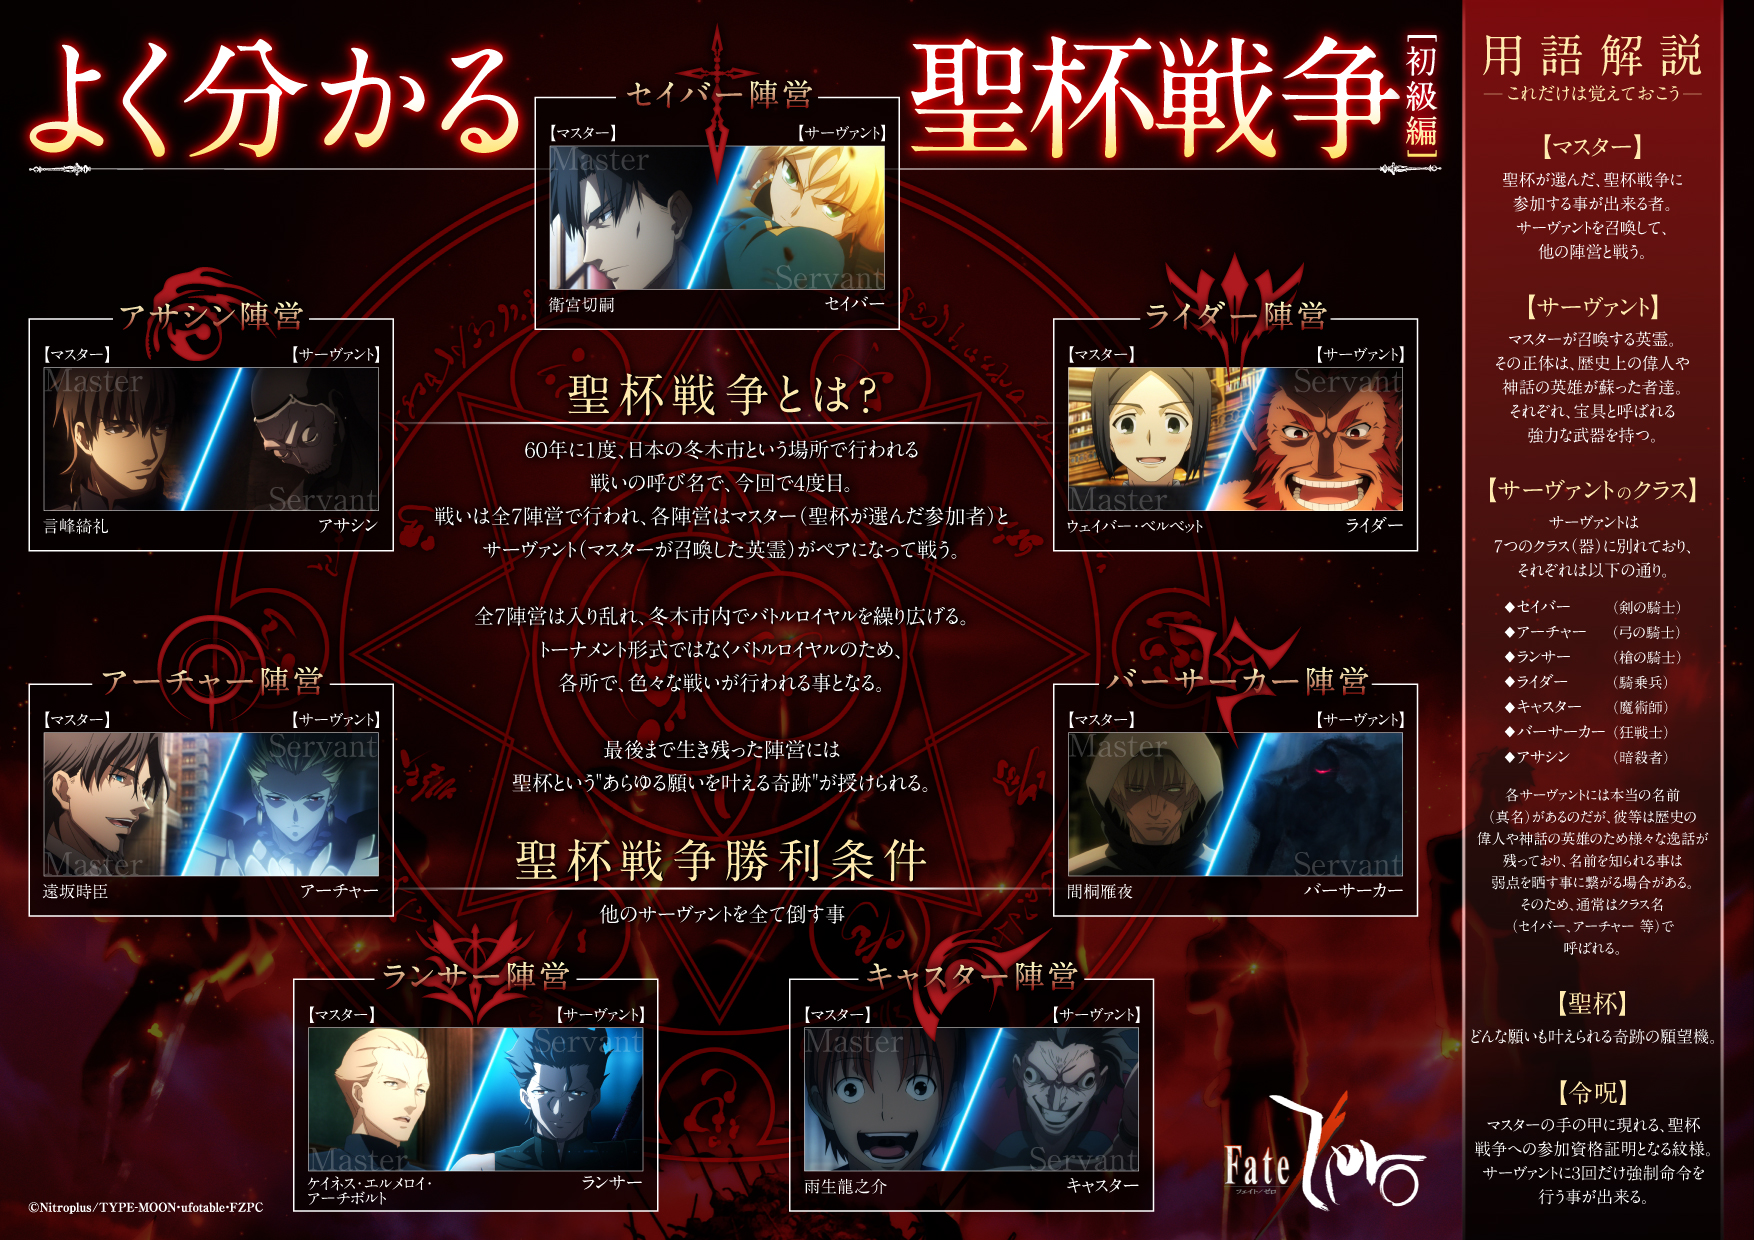 よく分かる 聖杯戦争
[初級編]
セイバー陣営
【マスター】 【サーヴァント】
Master
Servant
衛宮切嗣 セイバー
アサシン陣営
【マスター】 【サーヴァント】
Master
Servant
言峰綺礼 アサシン
ライダー陣営
【マスター】 【サーヴァント】
Servant
Master
ウェイバー・ベルベット ライダー
聖杯戦争とは?
60年に1度、日本の冬木市という場所で行われる
戦いの呼び名で、今回で4度目。
戦いは全7陣営で行われ、各陣営はマスター(聖杯が選んだ参加者)と
サーヴァント(マスターが召喚した英霊)がペアになって戦う。
全7陣営は入り乱れ、冬木市内でバトルロイヤルを繰り広げる。
トーナメント形式ではなくバトルロイヤルのため、
各所で、色々な戦いが行われる事となる。
最後まで生き残った陣営には
聖杯という"あらゆる願いを叶える奇跡"が授けられる。
聖杯戦争勝利条件
他のサーヴァントを全て倒す事
アーチャー陣営
【マスター】 【サーヴァント】
Servant
Master
遠坂時臣 アーチャー
バーサーカー陣営
【マスター】 【サーヴァント】
Master
Servant
間桐雁夜 バーサーカー
ランサー陣営
【マスター】 【サーヴァント】
Servant
Master
ケイネス・エルメロイ・
アーチボルト
ランサー
キャスター陣営
【マスター】 【サーヴァント】
Master
Servant
雨生龍之介 キャスター
Fate Zero
フェイト/ゼロ
©Nitroplus/TYPE-MOON・ufotable・FZPC
用語解説
―これだけは覚えておこう―
【マスター】
聖杯が選んだ、聖杯戦争に
参加する事が出来る者。
サーヴァントを召喚して、
他の陣営と戦う。
【サーヴァント】
マスターが召喚する英霊。
その正体は、歴史上の偉人や
神話の英雄が蘇った者達。
それぞれ、宝具と呼ばれる
強力な武器を持つ。
【サーヴァントのクラス】
サーヴァントは
7つのクラス(器)に別れており、
それぞれは以下の通り。
◆セイバー (剣の騎士)
◆アーチャー (弓の騎士)
◆ランサー (槍の騎士)
◆ライダー (騎乗兵)
◆キャスター (魔術師)
◆バーサーカー (狂戦士)
◆アサシン (暗殺者)
各サーヴァントには本当の名前
(真名)があるのだが、彼等は歴史の
偉人や神話の英雄のため様々な逸話が
残っており、名前を知られる事は
弱点を晒す事に繋がる場合がある。
そのため、通常はクラス名
(セイバー、アーチャー 等)で
呼ばれる。
【聖杯】
どんな願いも叶えられる奇跡の願望機。
【令呪】
マスターの手の甲に現れる、聖杯
戦争への参加資格証明となる紋様。
サーヴァントに3回だけ強制命令を
行う事が出来る。